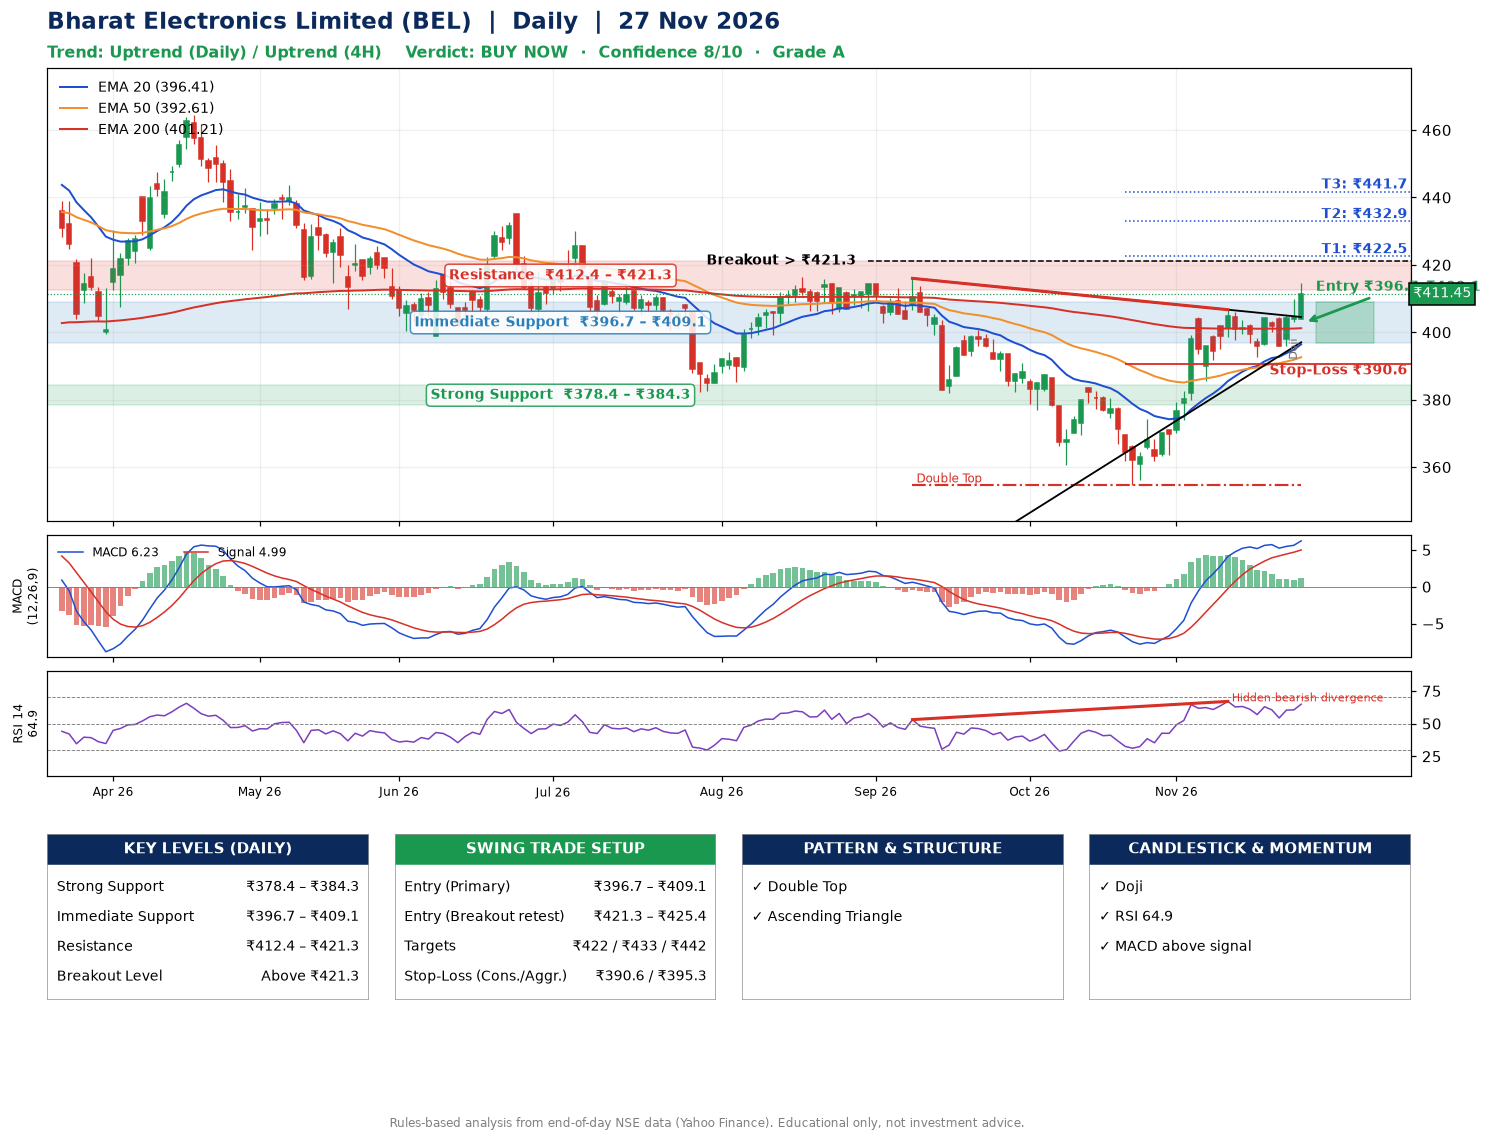 Bharat Electronics Limited (BEL) | Daily | 27 Nov 2026
Trend: Uptrend (Daily) / Uptrend (4H) Verdict: BUY NOW · Confidence 8/10 · Grade A
EMA 20 (396.41)
EMA 50 (392.61)
EMA 200 (401.21)
460
440
420
400
380
360
T3: ₹441.7
T2: ₹432.9
T1: ₹422.5
Breakout > ₹421.3
Resistance ₹412.4 – ₹421.3
Entry ₹396.
₹411.45
Immediate Support ₹396.7 – ₹409.1
Doji
Stop-Loss ₹390.6
Strong Support ₹378.4 – ₹384.3
Double Top
MACD 6.23 Signal 4.99
MACD
(12,26,9)
5
0
−5
RSI 14
64.9
Hidden bearish divergence
75
50
25
Apr 26 May 26 Jun 26 Jul 26 Aug 26 Sep 26 Oct 26 Nov 26
KEY LEVELS (DAILY)
Strong Support ₹378.4 – ₹384.3
Immediate Support ₹396.7 – ₹409.1
Resistance ₹412.4 – ₹421.3
Breakout Level Above ₹421.3
SWING TRADE SETUP
Entry (Primary) ₹396.7 – ₹409.1
Entry (Breakout retest) ₹421.3 – ₹425.4
Targets ₹422 / ₹433 / ₹442
Stop-Loss (Cons./Aggr.) ₹390.6 / ₹395.3
PATTERN & STRUCTURE
✓ Double Top
✓ Ascending Triangle
CANDLESTICK & MOMENTUM
✓ Doji
✓ RSI 64.9
✓ MACD above signal
Rules-based analysis from end-of-day NSE data (Yahoo Finance). Educational only, not investment advice.